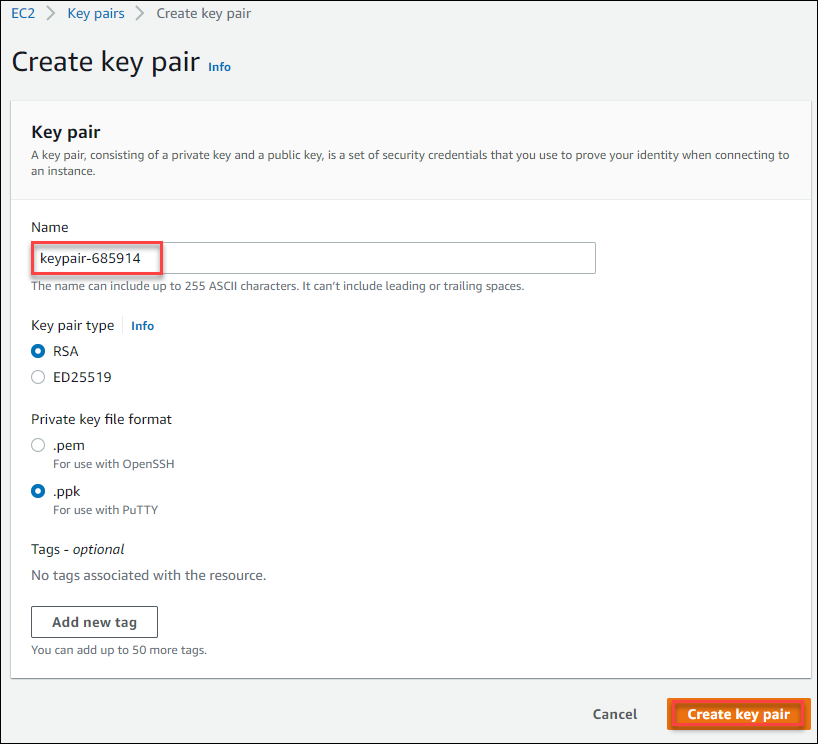 EC2 > Key pairs > Create key pair
Create key pair Info
Key pair
A key pair, consisting of a private key and a public key, is a set of security credentials that you use to prove your identity when connecting to
an instance.
Name
keypair-685914
The name can include up to 255 ASCII characters. It can't include leading or trailing spaces.
Key pair type Info
RSA
ED25519
Private key file format
.pem
For use with OpenSSH
.ppk
For use with PuTTY
Tags - optional
No tags associated with the resource.
Add new tag
You can add up to 50 more tags.
Cancel Create key pair